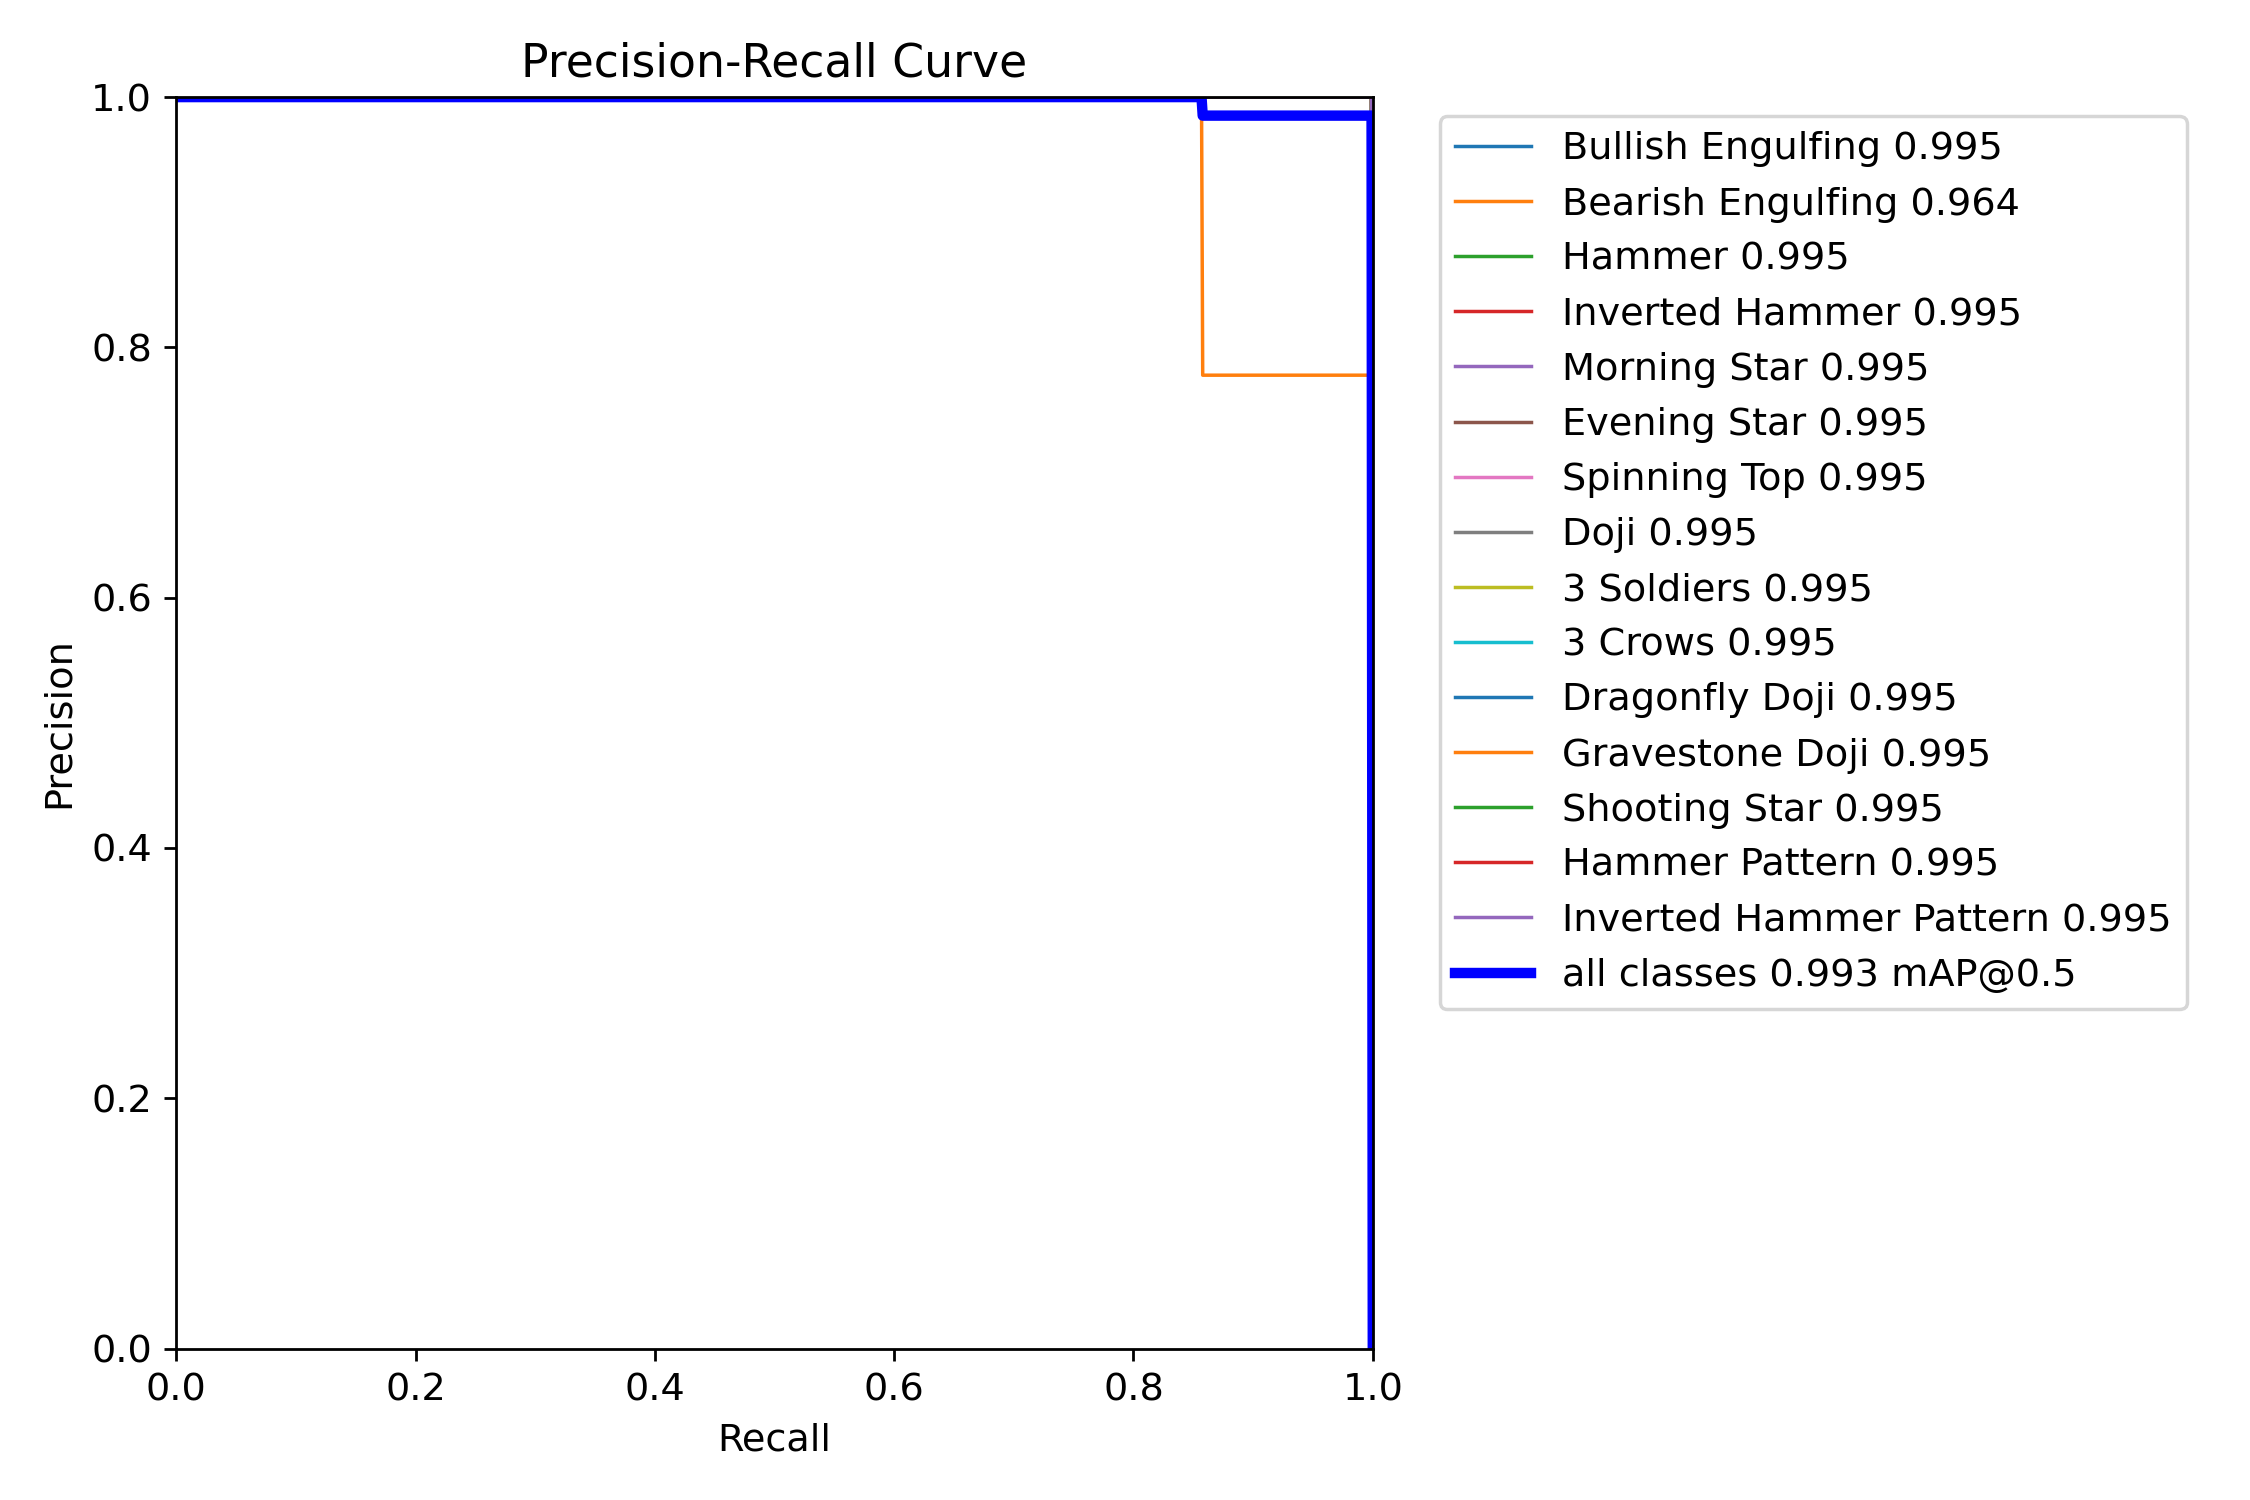 Precision-Recall Curve
1.0
0.8
0.6
0.4
0.2
0.0
Precision
0.0 0.2 0.4 0.6 0.8 1.0
Recall
Bullish Engulfing 0.995
Bearish Engulfing 0.964
Hammer 0.995
Inverted Hammer 0.995
Morning Star 0.995
Evening Star 0.995
Spinning Top 0.995
Doji 0.995
3 Soldiers 0.995
3 Crows 0.995
Dragonfly Doji 0.995
Gravestone Doji 0.995
Shooting Star 0.995
Hammer Pattern 0.995
Inverted Hammer Pattern 0.995
all classes 0.993 mAP@0.5